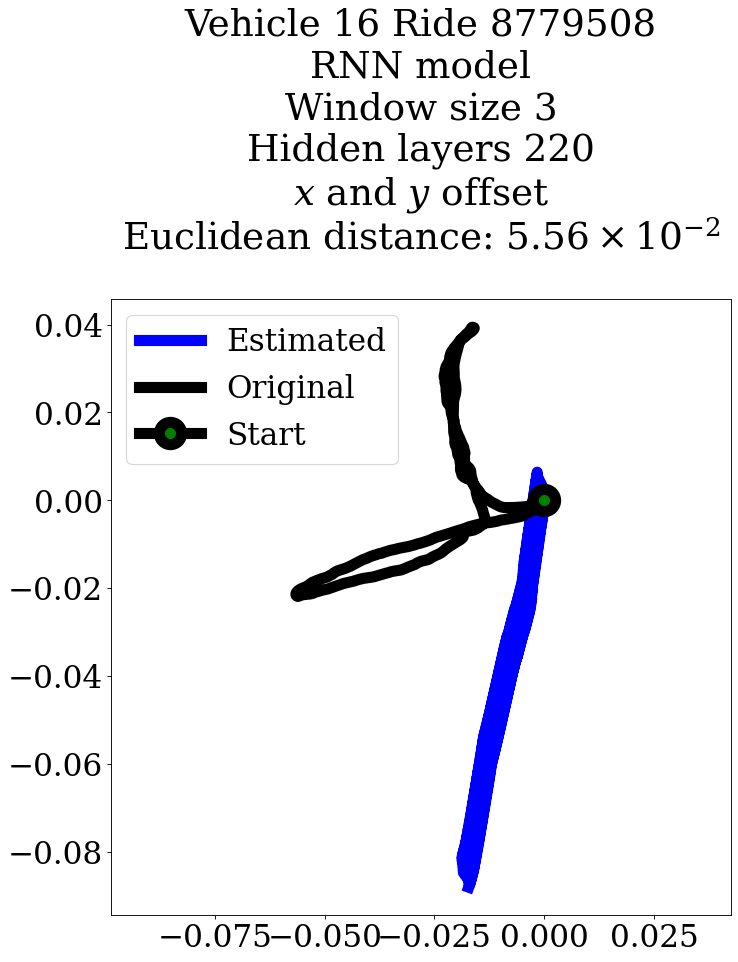 Vehicle 16 Ride 8779508
RNN model
Window size 3
Hidden layers 220
x and y offset
Euclidean distance: 5.56 × 10⁻²
Estimated
Original
Start
0.04
0.02
0.00
−0.02
−0.04
−0.06
−0.08
−0.075 −0.050 −0.025 0.000 0.025